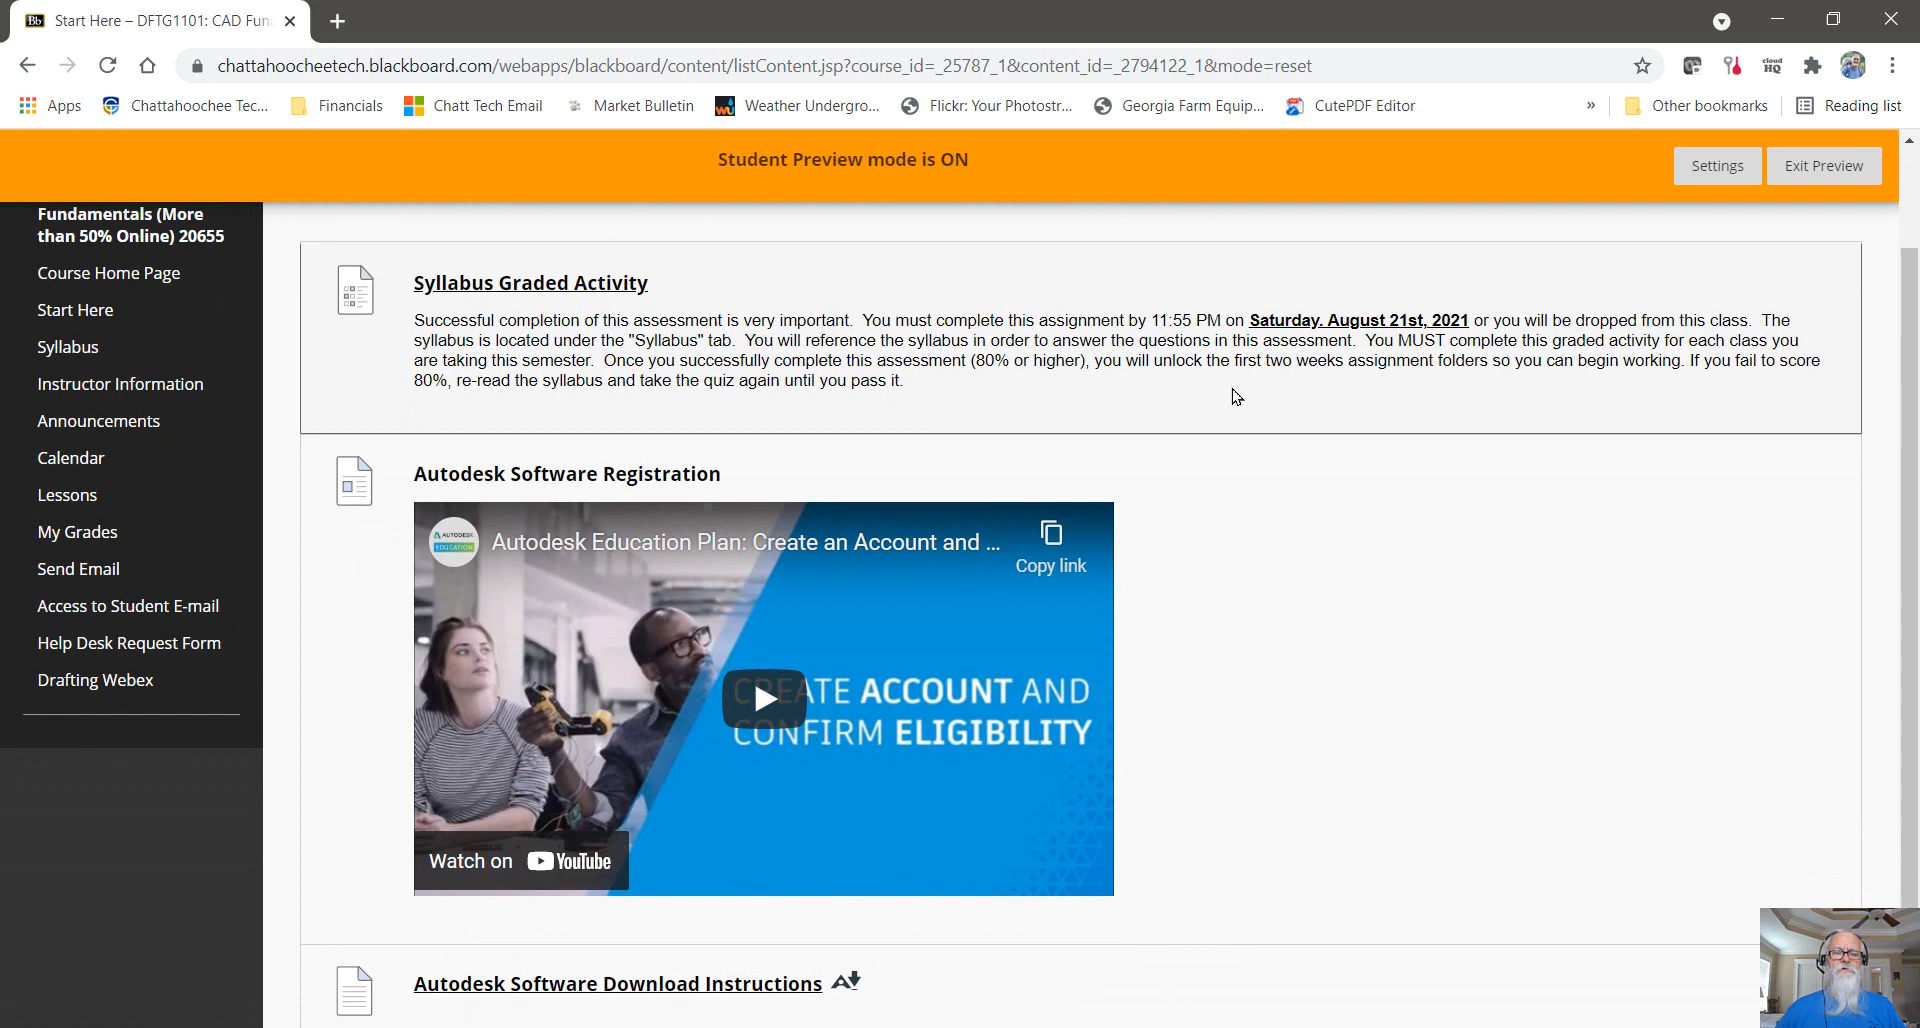 Start Here – DFTG1101: CAD Fun
chattahoocheetech.blackboard.com/webapps/blackboard/content/listContent.jsp?course_id=_25787_1&content_id=_2794122_1&mode=reset
Apps
Chattahoochee Tec...
Financials
Chatt Tech Email
Market Bulletin
Weather Undergro...
Flickr: Your Photostr...
Georgia Farm Equip...
CutePDF Editor
»
Other bookmarks
Reading list
Student Preview mode is ON
Settings
Exit Preview
Fundamentals (More
than 50% Online) 20655
Course Home Page
Start Here
Syllabus
Instructor Information
Announcements
Calendar
Lessons
My Grades
Send Email
Access to Student E-mail
Help Desk Request Form
Drafting Webex
Syllabus Graded Activity
Successful completion of this assessment is very important. You must complete this assignment by 11:55 PM on Saturday. August 21st, 2021 or you will be dropped from this class. The
syllabus is located under the "Syllabus" tab. You will reference the syllabus in order to answer the questions in this assessment. You MUST complete this graded activity for each class you
are taking this semester. Once you successfully complete this assessment (80% or higher), you will unlock the first two weeks assignment folders so you can begin working. If you fail to score
80%, re-read the syllabus and take the quiz again until you pass it.
Autodesk Software Registration
AUTODESK
EDUCATION
Autodesk Education Plan: Create an Account and ...
Copy link
CREATE ACCOUNT AND
CONFIRM ELIGIBILITY
Watch on YouTube
Autodesk Software Download Instructions